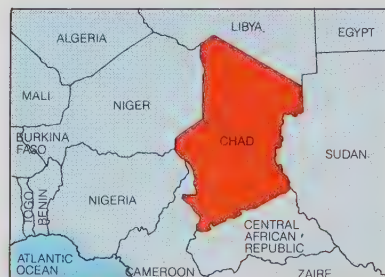 LIBYA
EGYPT
ALGERIA
MALI
NIGER
CHAD
BURKINA
FASO
SUDAN
TOGO
BENIN
NIGERIA
CENTRAL
AFRICAN
REPUBLIC
ATLANTIC
OCEAN
CAMEROON
ZAIRE